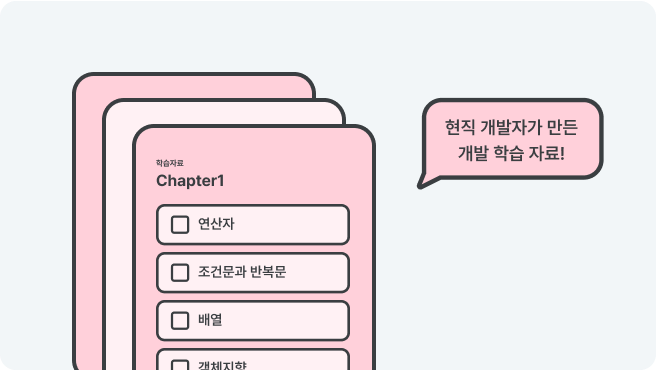 현직 개발자가 만든
개발 학습 자료!
학습자료
Chapter1
연산자
조건문과 반복문
배열
객체지향